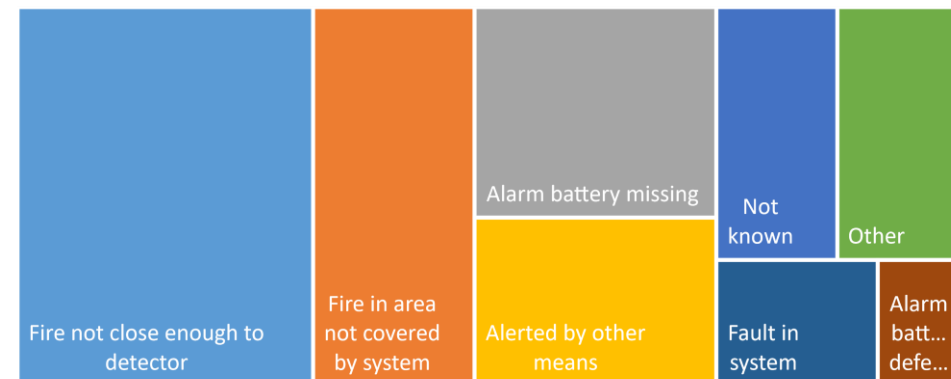 Fire not close enough to
detector
Fire in area
not covered
by system
Alarm battery missing
Alerted by other
means
Not
known
Other
Fault in
system
Alarm
batt...
defe...